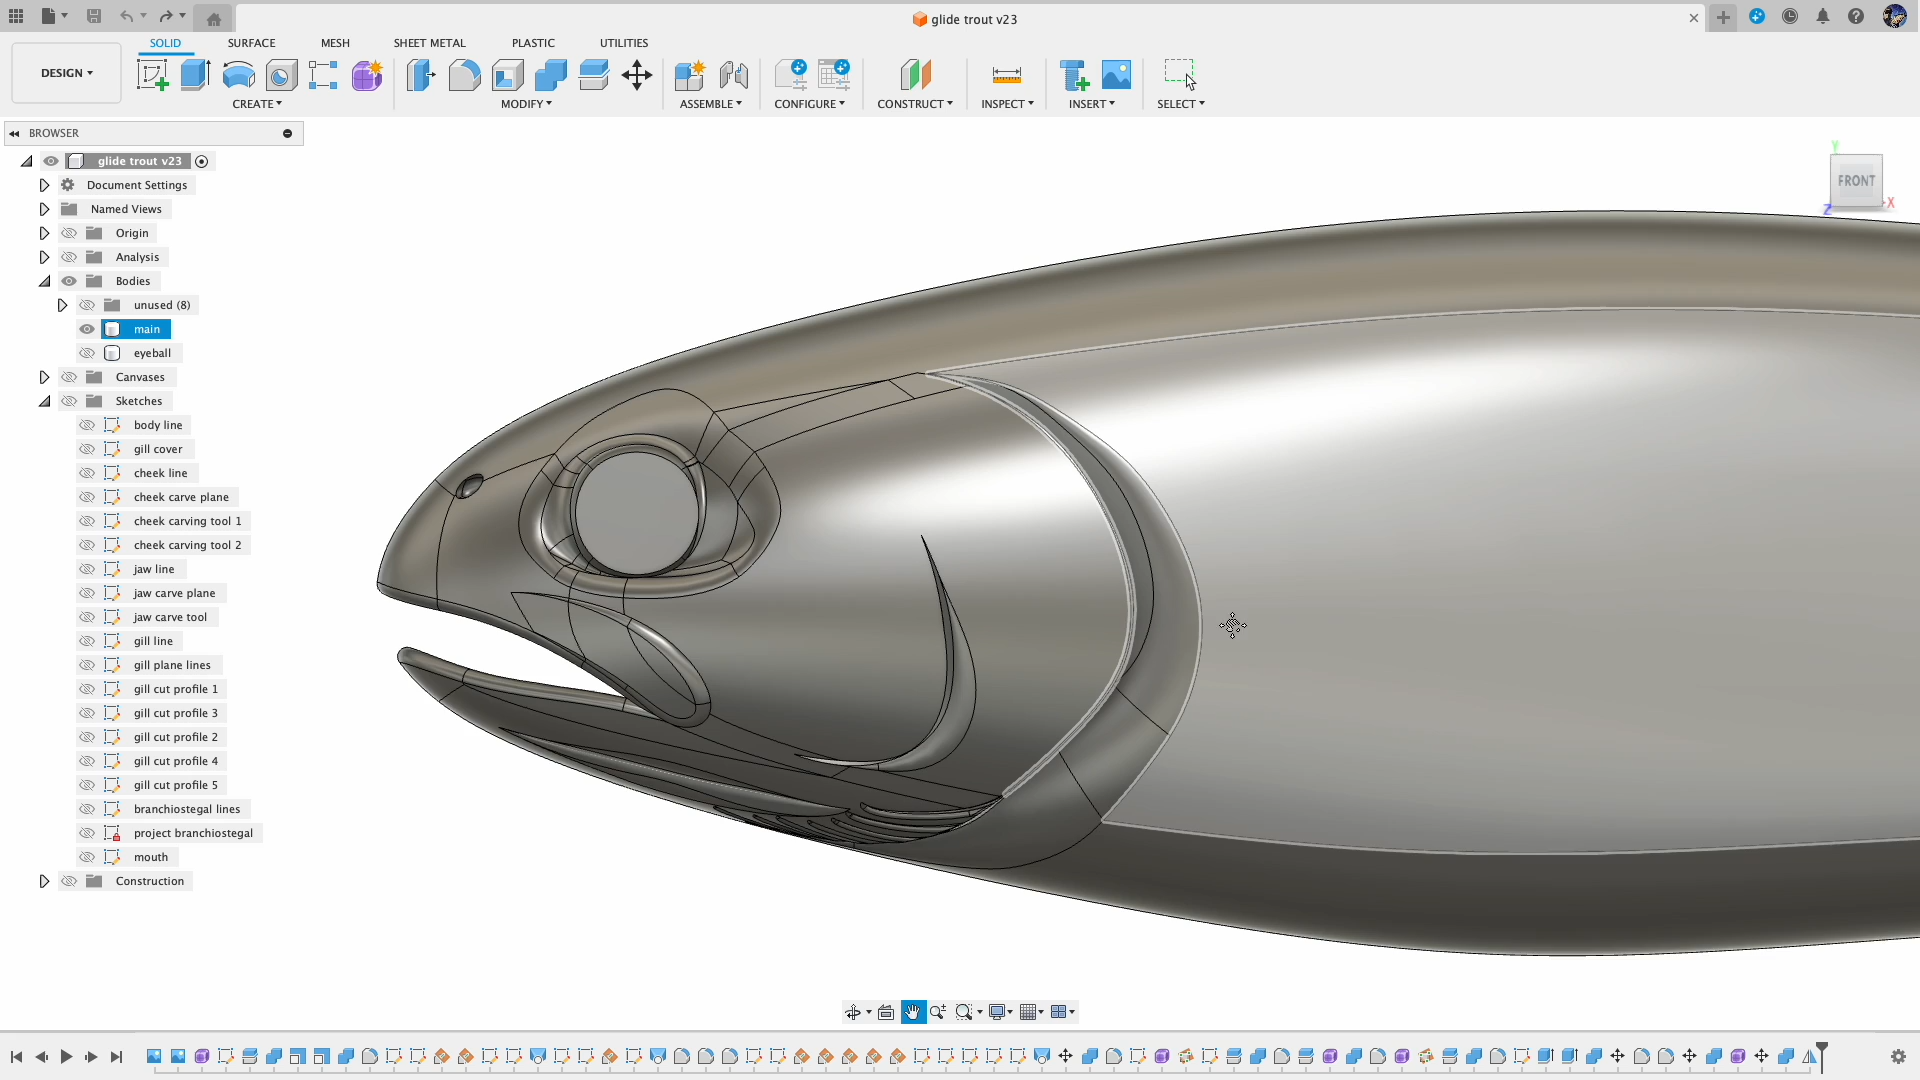 glide trout v23
SOLID SURFACE MESH SHEET METAL PLASTIC UTILITIES
DESIGN
CREATE MODIFY ASSEMBLE CONFIGURE CONSTRUCT INSPECT INSERT SELECT
BROWSER
glide trout v23
Document Settings
Named Views
Origin
Analysis
Bodies
unused (8)
main
eyeball
Canvases
Sketches
body line
gill cover
cheek line
cheek carve plane
cheek carving tool 1
cheek carving tool 2
jaw line
jaw carve plane
jaw carve tool
gill line
gill plane lines
gill cut profile 1
gill cut profile 3
gill cut profile 2
gill cut profile 4
gill cut profile 5
branchiostegal lines
project branchiostegal
mouth
Construction
Y
FRONT
Z
X